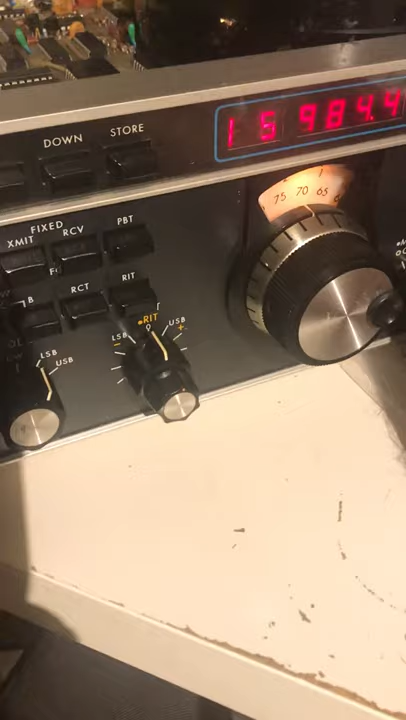 DOWN STORE
15 984.4
75 70 65
FIXED
XMIT RCV PBT
B RCT RIT
•RIT
LSB 0 USB
- +
LSB
USB